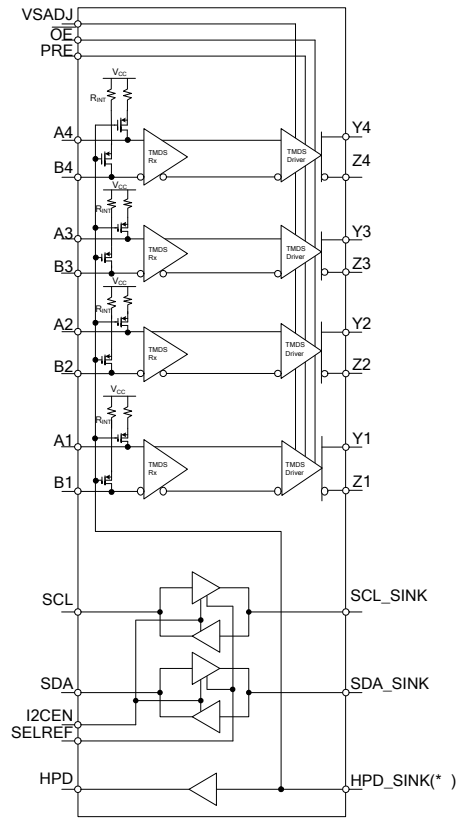 VSADJ
OE
PRE
VCC
RINT
A4
B4
TMDS
Rx
TMDS
Driver
Y4
Z4
VCC
RINT
A3
B3
TMDS
Rx
TMDS
Driver
Y3
Z3
VCC
RINT
A2
B2
TMDS
Rx
TMDS
Driver
Y2
Z2
VCC
RINT
A1
B1
TMDS
Rx
TMDS
Driver
Y1
Z1
SCL
SCL_SINK
SDA
SDA_SINK
I2CEN
SELREF
HPD
HPD_SINK(* )